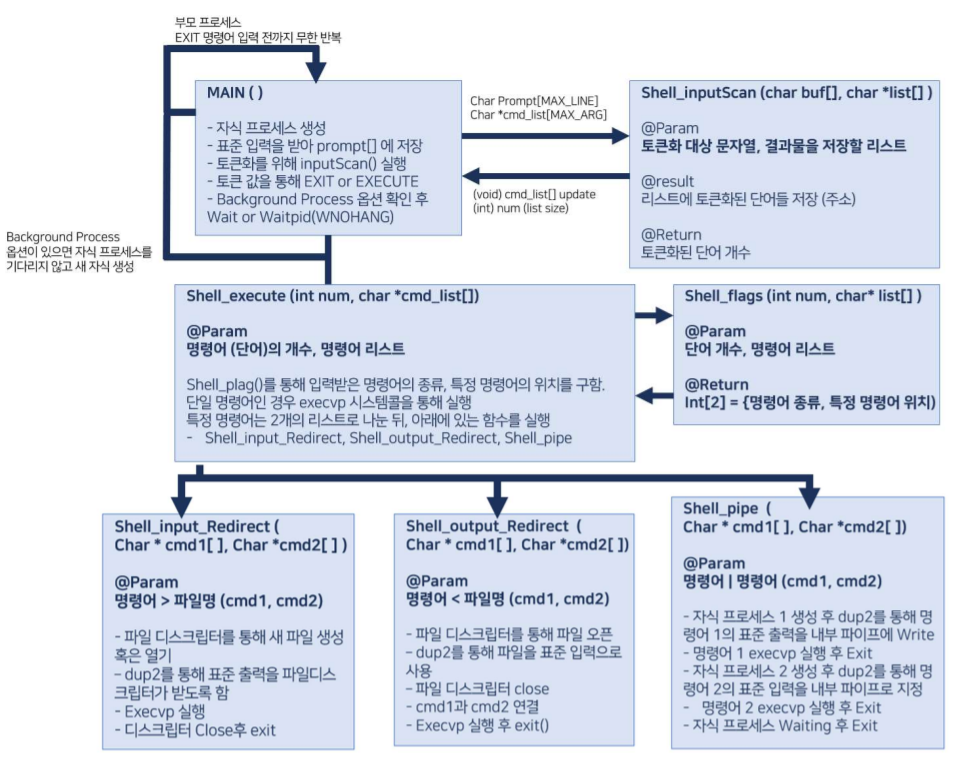 부모 프로세스
EXIT 명령어 입력 전까지 무한 반복
MAIN ( )
- 자식 프로세스 생성
- 표준 입력을 받아 prompt[] 에 저장
- 토큰화를 위해 inputScan() 실행
- 토큰 값을 통해 EXIT or EXECUTE
- Background Process 옵션 확인 후
Wait or Waitpid(WNOHANG)
Char Prompt[MAX_LINE]
Char *cmd_list[MAX_ARG]
(void) cmd_list[] update
(int) num (list size)
Shell_inputScan (char buf[], char *list[] )
@Param
토큰화 대상 문자열, 결과물을 저장할 리스트
@result
리스트에 토큰화된 단어들 저장 (주소)
@Return
토큰화된 단어 개수
Background Process
옵션이 있으면 자식 프로세스를
기다리지 않고 새 자식 생성
Shell_execute (int num, char *cmd_list[])
@Param
명령어 (단어)의 개수, 명령어 리스트
Shell_plag()를 통해 입력받은 명령어의 종류, 특정 명령어의 위치를 구함.
단일 명령어인 경우 execvp 시스템콜을 통해 실행
특정 명령어는 2개의 리스트로 나눈 뒤, 아래에 있는 함수를 실행
- Shell_input_Redirect, Shell_output_Redirect, Shell_pipe
Shell_flags (int num, char* list[] )
@Param
단어 개수, 명령어 리스트
@Return
Int[2] = {명령어 종류, 특정 명령어 위치)
Shell_input_Redirect (
Char * cmd1[ ], Char *cmd2[ ] )
@Param
명령어 > 파일명 (cmd1, cmd2)
- 파일 디스크립터를 통해 새 파일 생성
혹은 열기
– dup2를 통해 표준 출력을 파일디스
크립터가 받도록 함
- Execvp 실행
- 디스크립터 Close후 exit
Shell_output_Redirect (
Char * cmd1[ ], Char *cmd2[ ])
@Param
명령어 < 파일명 (cmd1, cmd2)
- 파일 디스크립터를 통해 파일 오픈
- dup2를 통해 파일을 표준 입력으로
사용
- 파일 디스크립터 close
- cmd1과 cmd2 연결
- Execvp 실행 후 exit()
Shell_pipe (
Char * cmd1[ ], Char *cmd2[ ])
@Param
명령어 | 명령어 (cmd1, cmd2)
- 자식 프로세스 1 생성 후 dup2를 통해 명
령어 1의 표준 출력을 내부 파이프에 Write
- 명령어 1 execvp 실행 후 Exit
- 자식 프로세스 2 생성 후 dup2를 통해 명
령어 2의 표준 입력을 내부 파이프로 지정
- 명령어 2 execvp 실행 후 Exit
- 자식 프로세스 Waiting 후 Exit